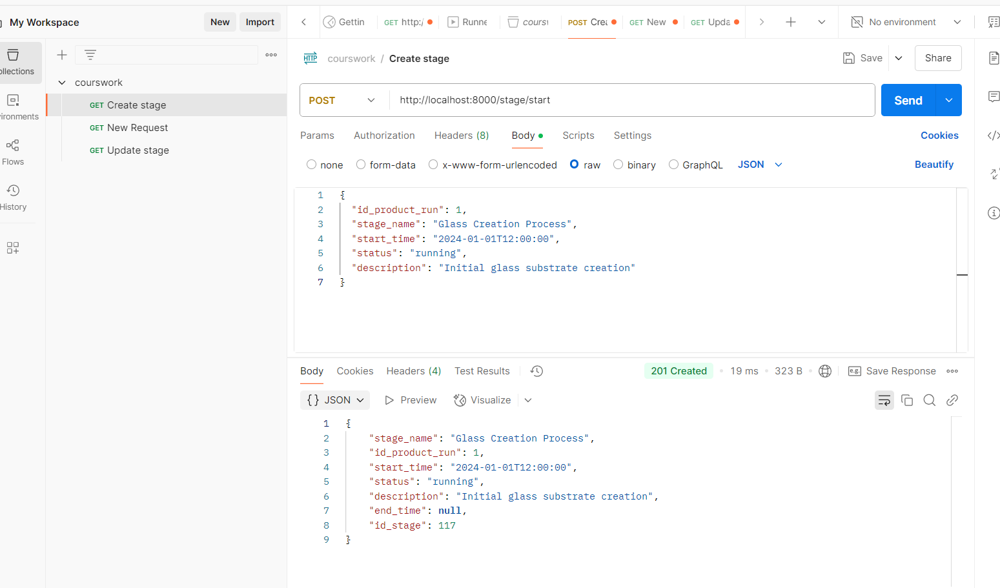 My Workspace
New
Import
Gettin
GET http:/
Runne
coursw
POST Crea
GET New
GET Upda
No environment
ollections
ironments
Flows
History
courswork
GET Create stage
GET New Request
GET Update stage
HTTP
courswork / Create stage
Save
Share
POST
http://localhost:8000/stage/start
Send
Params
Authorization
Headers (8)
Body
Scripts
Settings
Cookies
none
form-data
x-www-form-urlencoded
raw
binary
GraphQL
JSON
Beautify
1 {
2 "id_product_run": 1,
3 "stage_name": "Glass Creation Process",
4 "start_time": "2024-01-01T12:00:00",
5 "status": "running",
6 "description": "Initial glass substrate creation"
7 }
Body
Cookies
Headers (4)
Test Results
201 Created
19 ms
323 B
e.g.
Save Response
{} JSON
Preview
Visualize
1 {
2 "stage_name": "Glass Creation Process",
3 "id_product_run": 1,
4 "start_time": "2024-01-01T12:00:00",
5 "status": "running",
6 "description": "Initial glass substrate creation",
7 "end_time": null,
8 "id_stage": 117
9 }